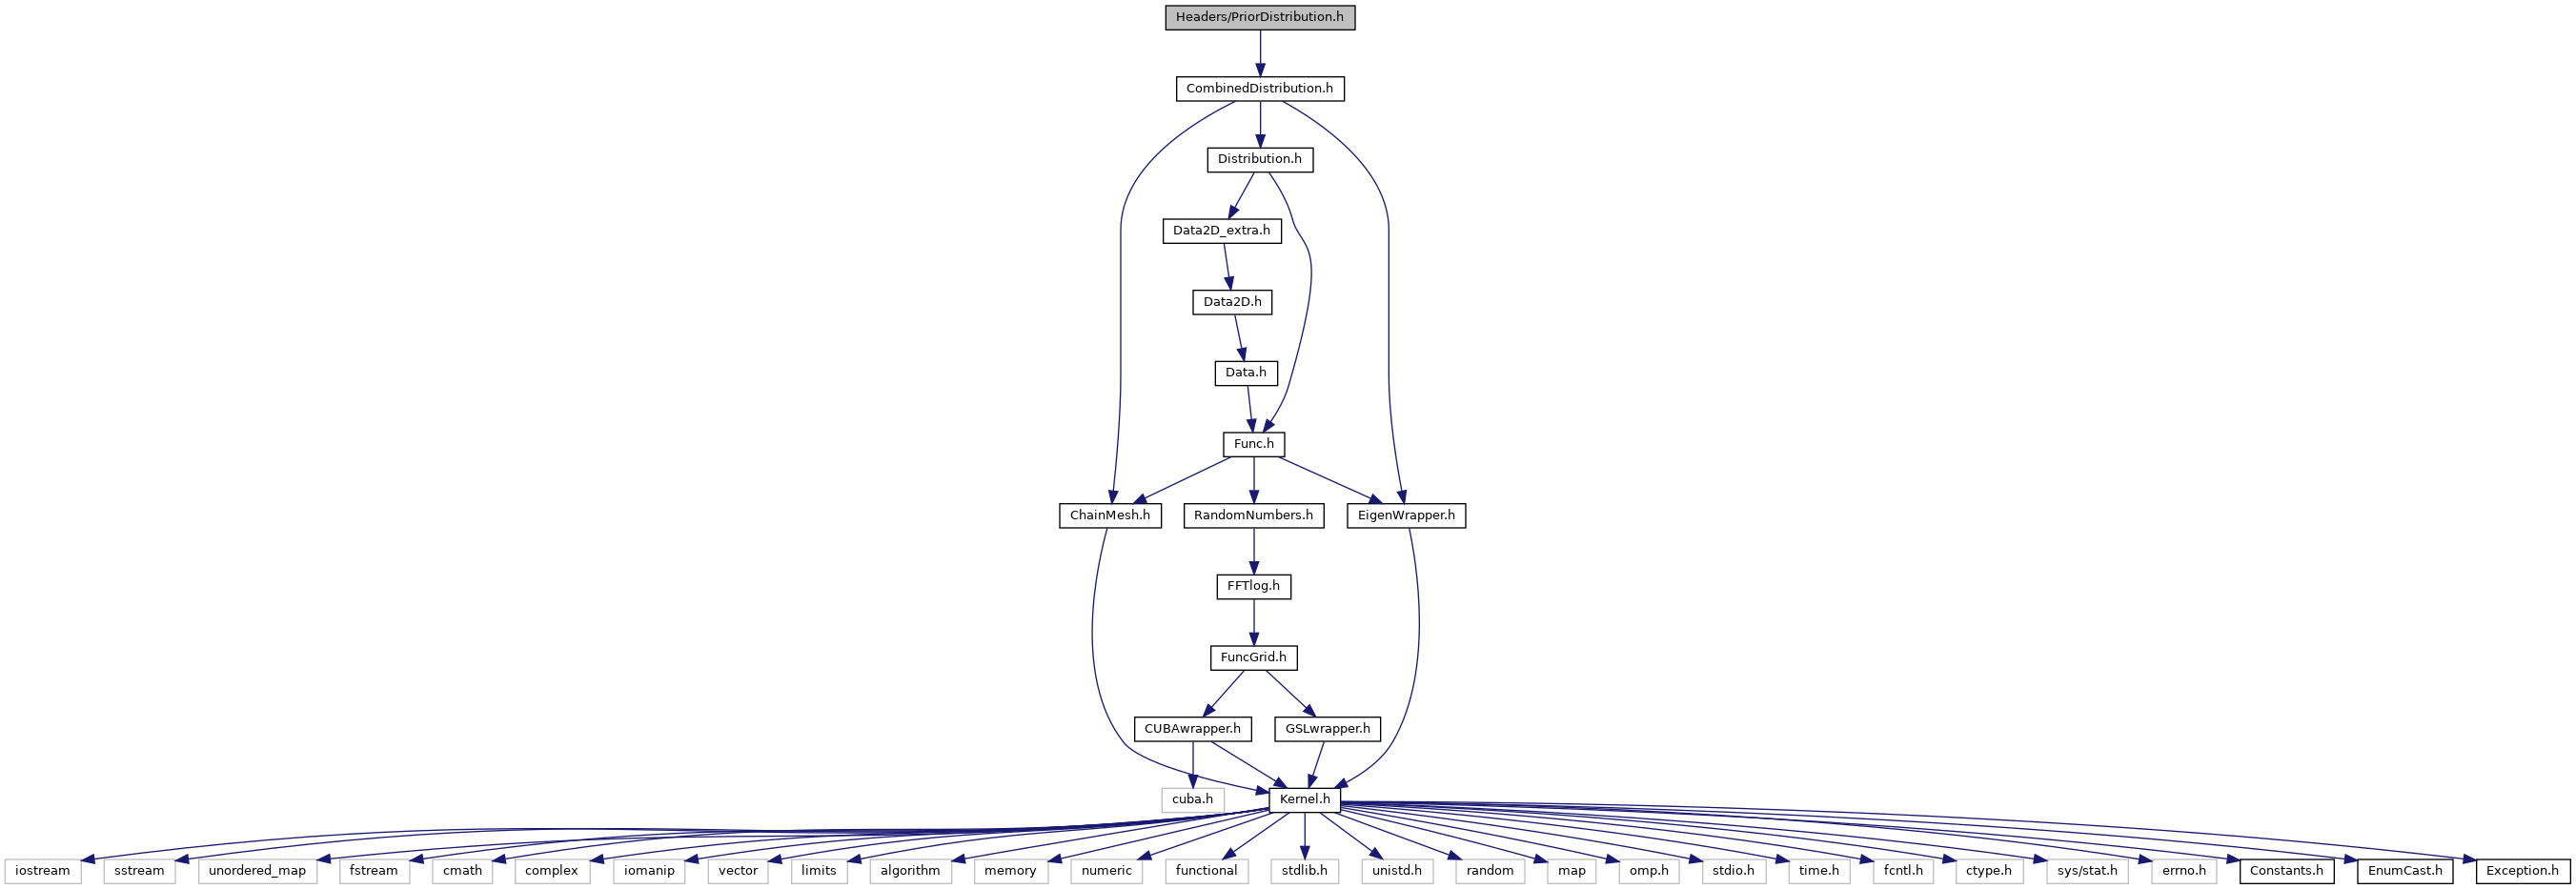 Headers/PriorDistribution.h
CombinedDistribution.h
Distribution.h
Data2D_extra.h
Data2D.h
Data.h
Func.h
ChainMesh.h
RandomNumbers.h
EigenWrapper.h
FFTlog.h
FuncGrid.h
CUBAwrapper.h
GSLwrapper.h
cuba.h
Kernel.h
iostream
sstream
unordered_map
fstream
cmath
complex
iomanip
vector
limits
algorithm
memory
numeric
functional
stdlib.h
unistd.h
random
map
omp.h
stdio.h
time.h
fcntl.h
ctype.h
sys/stat.h
errno.h
Constants.h
EnumCast.h
Exception.h